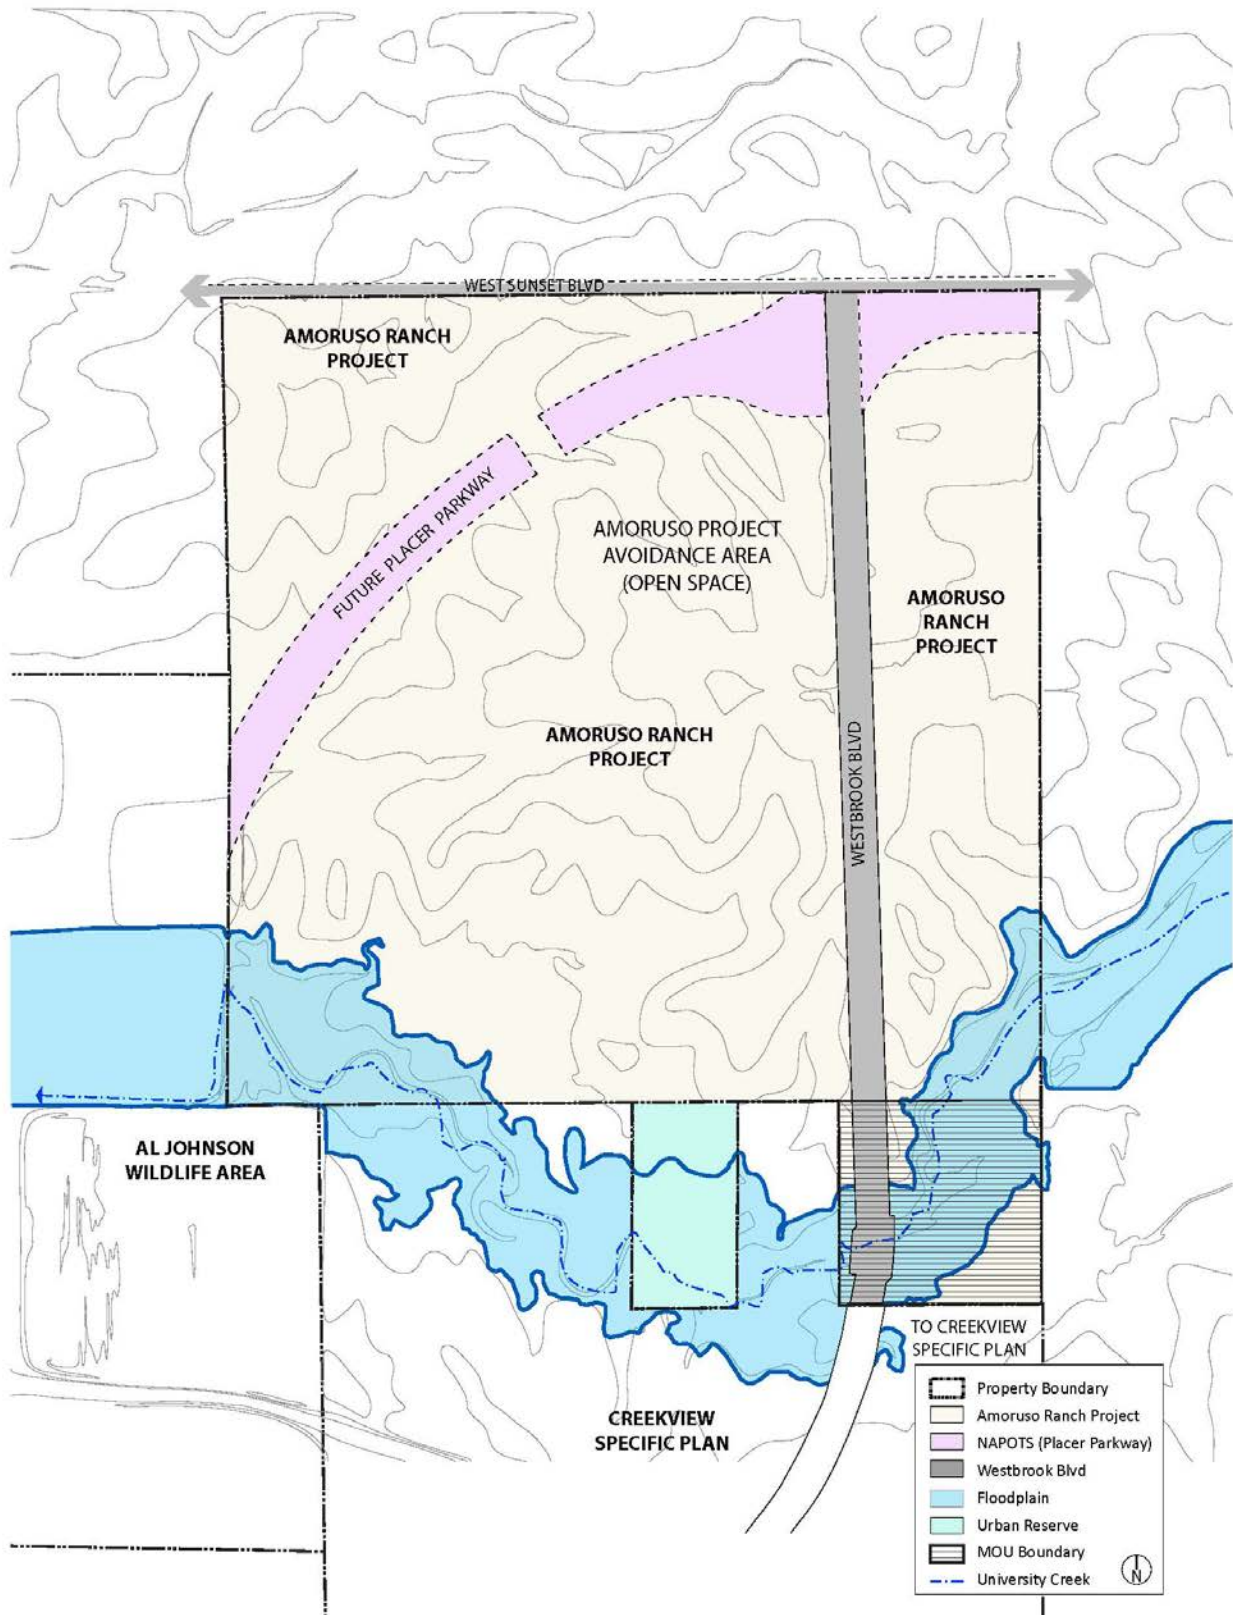 WEST SUNSET BLVD
AMORUSO RANCH
PROJECT
FUTURE PLACER PARKWAY
AMORUSO PROJECT
AVOIDANCE AREA
(OPEN SPACE)
AMORUSO
RANCH
PROJECT
AMORUSO RANCH
PROJECT
WESTBROOK BLVD
AL JOHNSON
WILDLIFE AREA
TO CREEKVIEW
SPECIFIC PLAN
CREEKVIEW
SPECIFIC PLAN
Property Boundary
Amoruso Ranch Project
NAPOTS (Placer Parkway)
Westbrook Blvd
Floodplain
Urban Reserve
MOU Boundary
University Creek
N